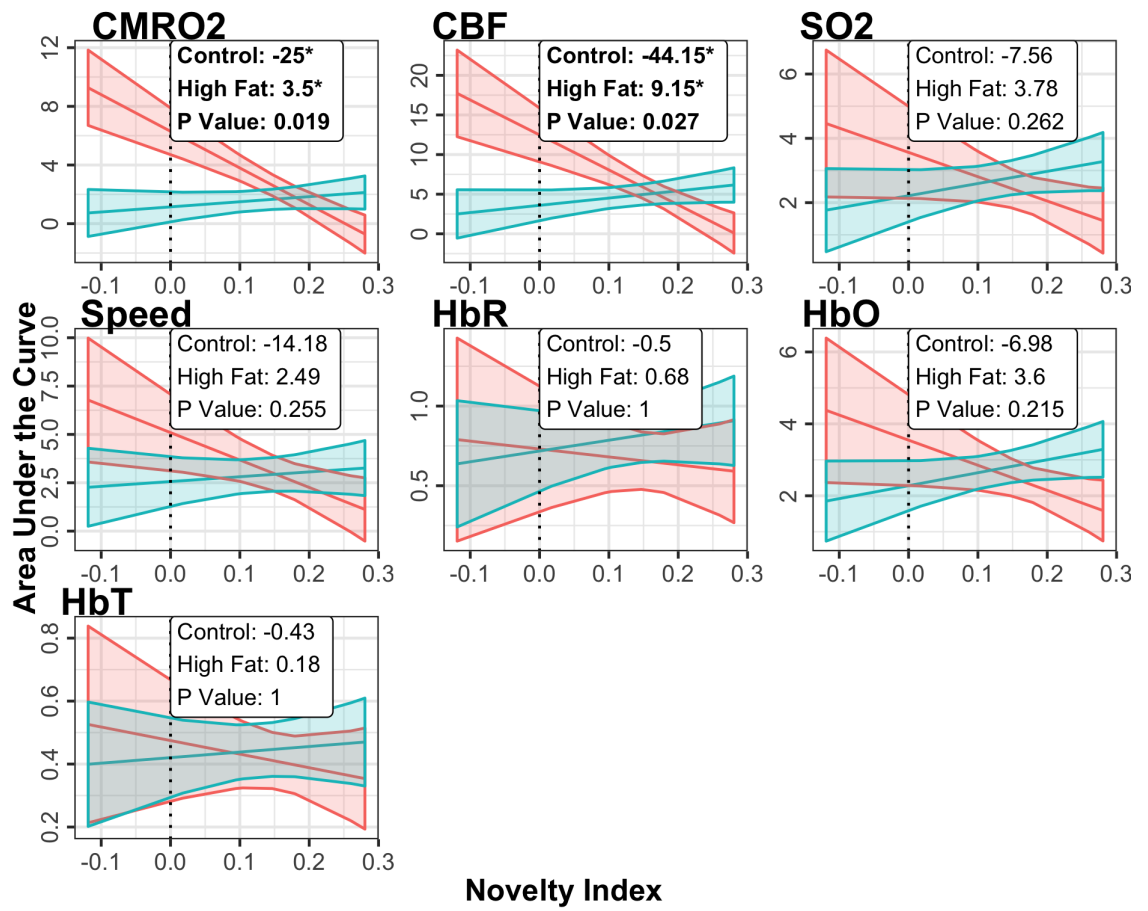 CMRO2
Control: -25*
High Fat: 3.5*
P Value: 0.019
12
8
4
0
-0.1 0.0 0.1 0.2 0.3
CBF
Control: -44.15*
High Fat: 9.15*
P Value: 0.027
20
15
10
5
0
-0.1 0.0 0.1 0.2 0.3
SO2
Control: -7.56
High Fat: 3.78
P Value: 0.262
6
4
2
-0.1 0.0 0.1 0.2 0.3
Area Under the Curve
Speed
Control: -14.18
High Fat: 2.49
P Value: 0.255
10.0
7.5
5.0
2.5
0.0
-0.1 0.0 0.1 0.2 0.3
HbR
Control: -0.5
High Fat: 0.68
P Value: 1
1.0
0.5
-0.1 0.0 0.1 0.2 0.3
HbO
Control: -6.98
High Fat: 3.6
P Value: 0.215
6
4
2
-0.1 0.0 0.1 0.2 0.3
HbT
Control: -0.43
High Fat: 0.18
P Value: 1
0.8
0.6
0.4
0.2
-0.1 0.0 0.1 0.2 0.3
Novelty Index